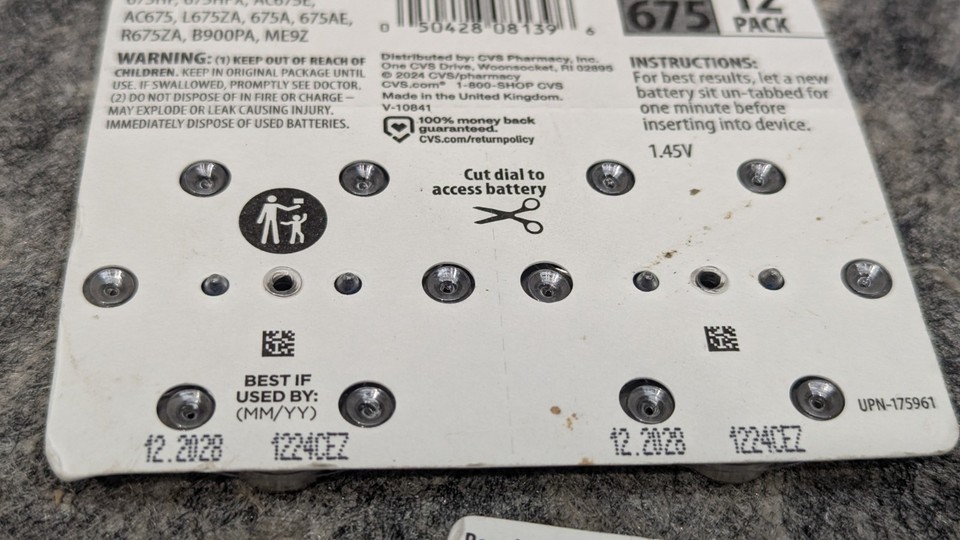 675HP, 675HPX, AC675E,
AC675, L675ZA, 675A, 675AE,
R675ZA, B900PA, ME9Z
0 50428 08139 6
675
12
PACK
WARNING: (1) KEEP OUT OF REACH OF
CHILDREN. KEEP IN ORIGINAL PACKAGE UNTIL
USE. IF SWALLOWED, PROMPTLY SEE DOCTOR.
(2) DO NOT DISPOSE OF IN FIRE OR CHARGE –
MAY EXPLODE OR LEAK CAUSING INJURY.
IMMEDIATELY DISPOSE OF USED BATTERIES.
Distributed by: CVS Pharmacy, Inc.
One CVS Drive, Woonsocket, RI 02895
© 2024 CVS/pharmacy
CVS.com® 1-800-SHOP CVS
Made in the United Kingdom.
V-10841
100% money back
guaranteed.
CVS.com/returnpolicy
INSTRUCTIONS:
For best results, let a new
battery sit un-tabbed for
one minute before
inserting into device.
1.45V
Cut dial to
access battery
BEST IF
USED BY:
(MM/YY)
12.2028 1224CEZ
12.2028 1224CEZ
UPN-175961